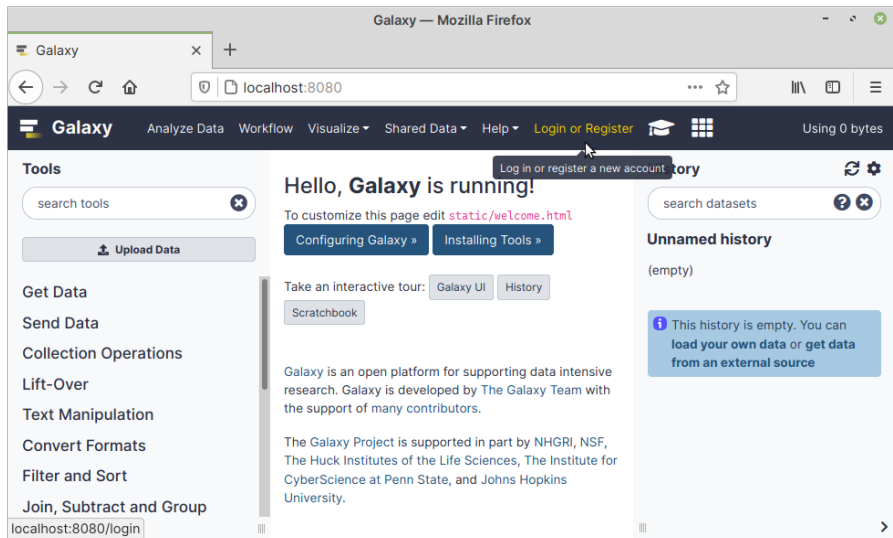 Galaxy — Mozilla Firefox
Galaxy
localhost:8080
Galaxy
Analyze Data Workflow Visualize Shared Data Help Login or Register Using 0 bytes
Log in or register a new account
Tools
search tools
Upload Data
Get Data
Send Data
Collection Operations
Lift-Over
Text Manipulation
Convert Formats
Filter and Sort
Join, Subtract and Group
localhost:8080/login
Hello, Galaxy is running!
To customize this page edit static/welcome.html
Configuring Galaxy » Installing Tools »
Take an interactive tour: Galaxy UI History
Scratchbook
Galaxy is an open platform for supporting data intensive
research. Galaxy is developed by The Galaxy Team with
the support of many contributors.
The Galaxy Project is supported in part by NHGRI, NSF,
The Huck Institutes of the Life Sciences, The Institute for
CyberScience at Penn State, and Johns Hopkins
University.
tory
search datasets
Unnamed history
(empty)
This history is empty. You can
load your own data or get data
from an external source